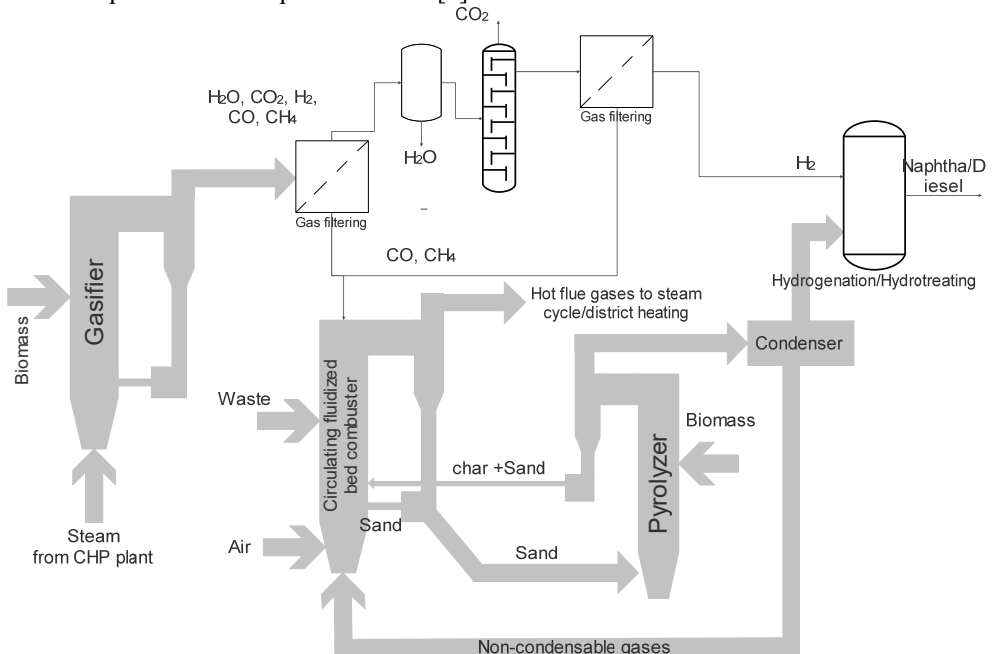 CO2
H2O, CO2, H2,
CO, CH4
Gas filtering
H2O
H2
Naphtha/D
iesel
Gas filtering
CO, CH4
Hydrogenation/Hydrotreating
Gasifier
Biomass
Hot flue gases to steam
cycle/district heating
Condenser
Waste
Circulating fluidized
bed combuster
Biomass
char +Sand
Pyrolyzer
Sand
Steam
from CHP plant
Air
Sand
Non-condensable gases